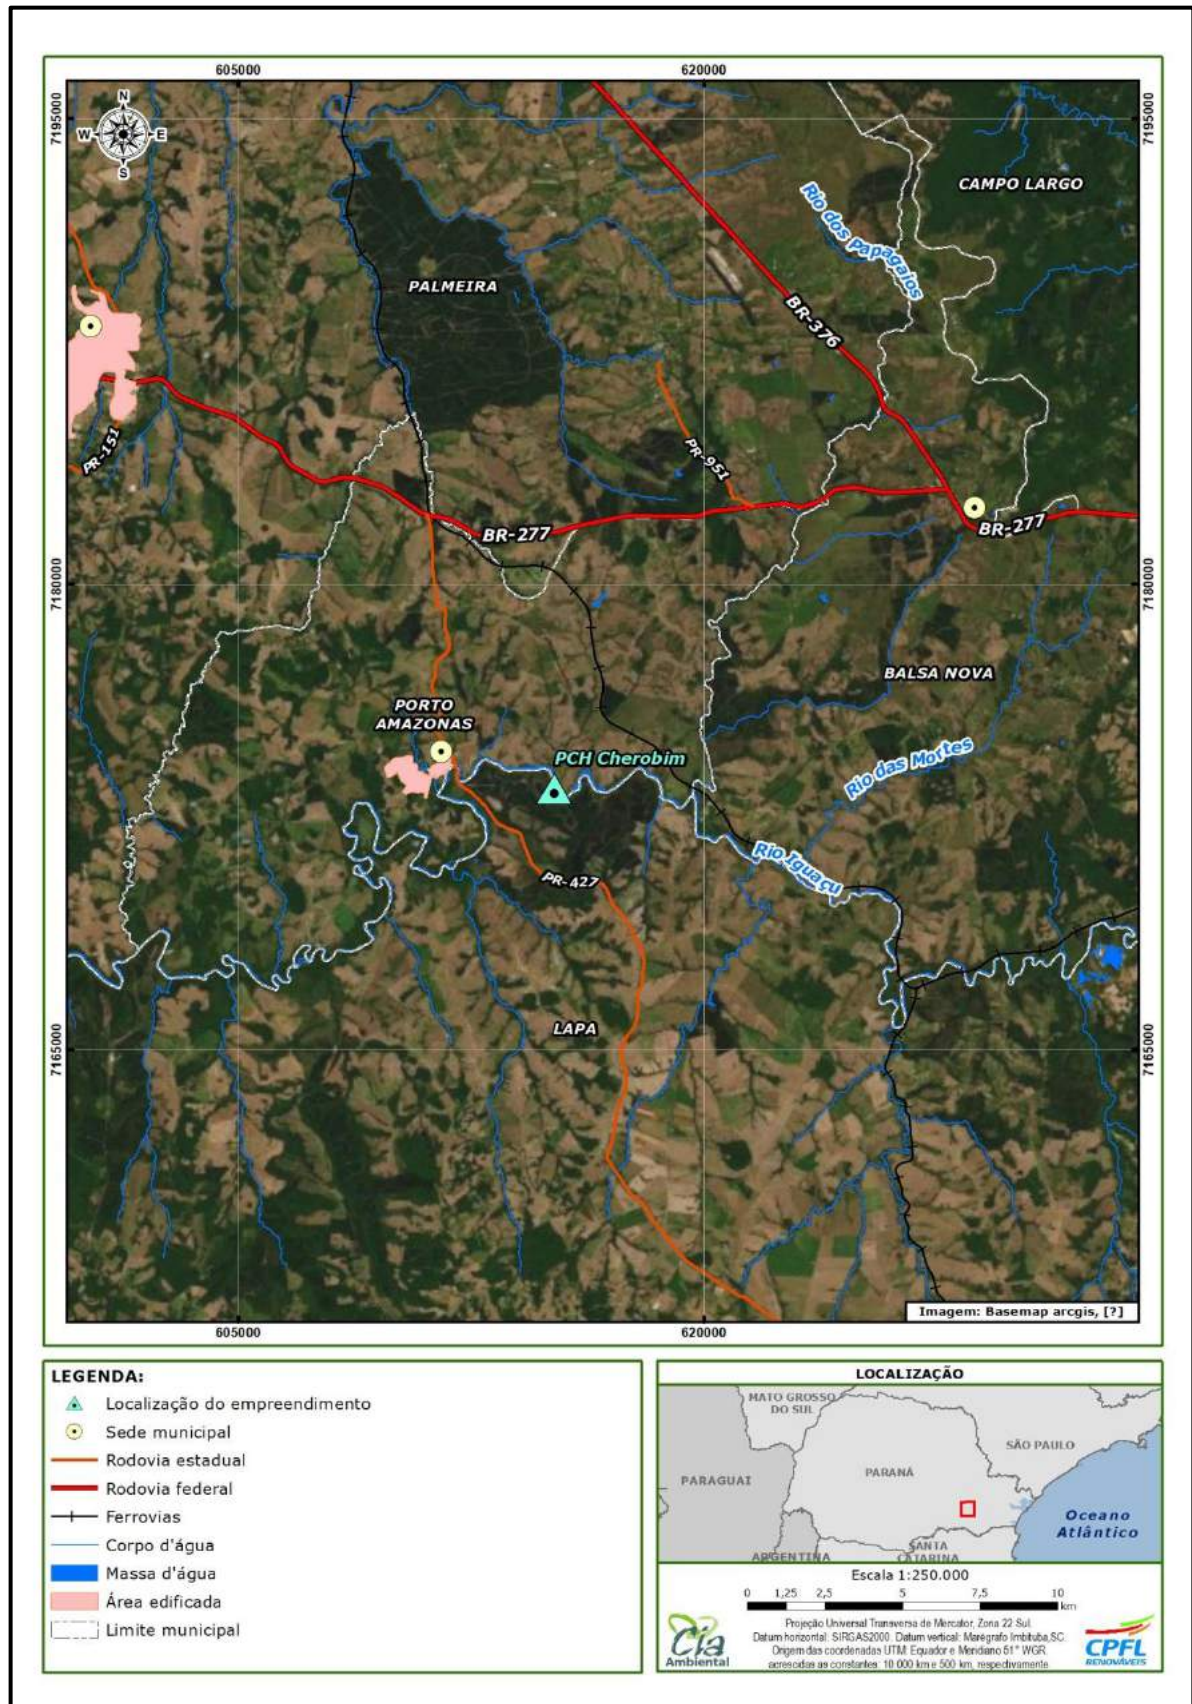 605000
620000
7195000
7195000
N
W
E
S
CAMPO LARGO
Rio dos Papagaios
PALMEIRA
BR-376
PR-151
PR-951
BR-277
BR-277
7180000
7180000
BALSA NOVA
PORTO
AMAZONAS
PCH Cherobim
Rio das Mortes
Rio Iguaçu
PR-427
LAPA
7165000
7165000
Imagem: Basemap arcgis, [?]
605000
620000
LEGENDA:
Localização do empreendimento
Sede municipal
Rodovia estadual
Rodovia federal
Ferrovias
Corpo d'água
Massa d'água
Área edificada
Limite municipal
LOCALIZAÇÃO
MATO GROSSO
DO SUL
SÃO PAULO
PARAGUAI
PARANÁ
Oceano
Atlântico
ARGENTINA
SANTA
CATARINA
Escala 1:250.000
0 1,25 2,5 5 7,5 10
km
Projeção Universal Transversa de Mercator, Zona 22 Sul.
Datum horizontal: SIRGAS2000. Datum vertical: Marégrafo Imbituba,SC.
Origem das coordenadas UTM: Equador e Meridiano 51° WGR.
acrescidas as constantes: 10.000 km e 500 km, respectivamente.
Cia
Ambiental
CPFL
RENOVÁVEIS